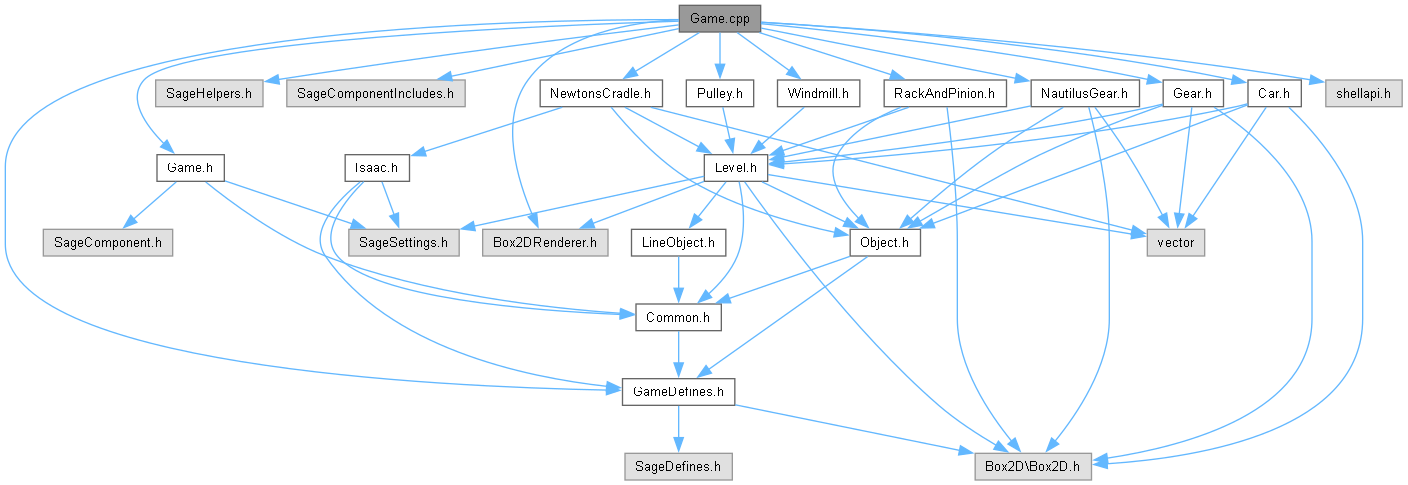 Game.cpp
SageHelpers.h
SageComponentIncludes.h
NewtonsCradle.h
Pulley.h
Windmill.h
RackAndPinion.h
NautilusGear.h
Gear.h
Car.h
shellapi.h
Game.h
Isaac.h
Level.h
SageComponent.h
SageSettings.h
Box2DRenderer.h
LineObject.h
Object.h
vector
Common.h
GameDefines.h
SageDefines.h
Box2D\Box2D.h